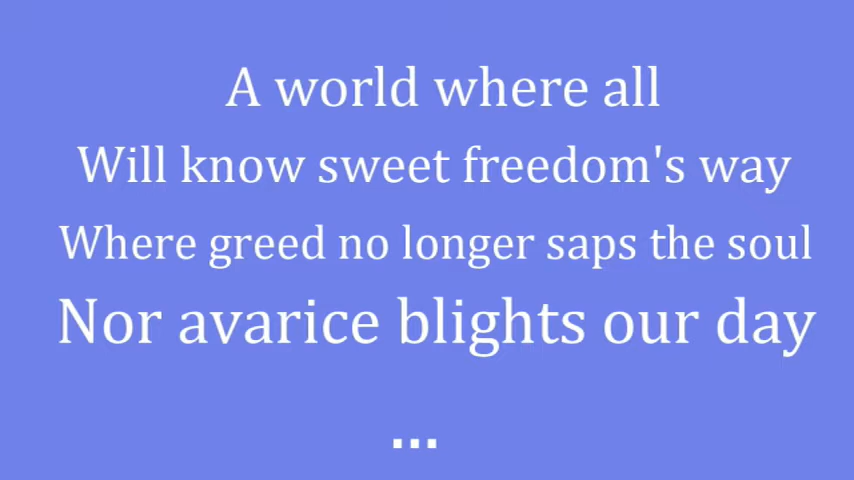 A world where all
Will know sweet freedom's way
Where greed no longer saps the soul
Nor avarice blights our day
...